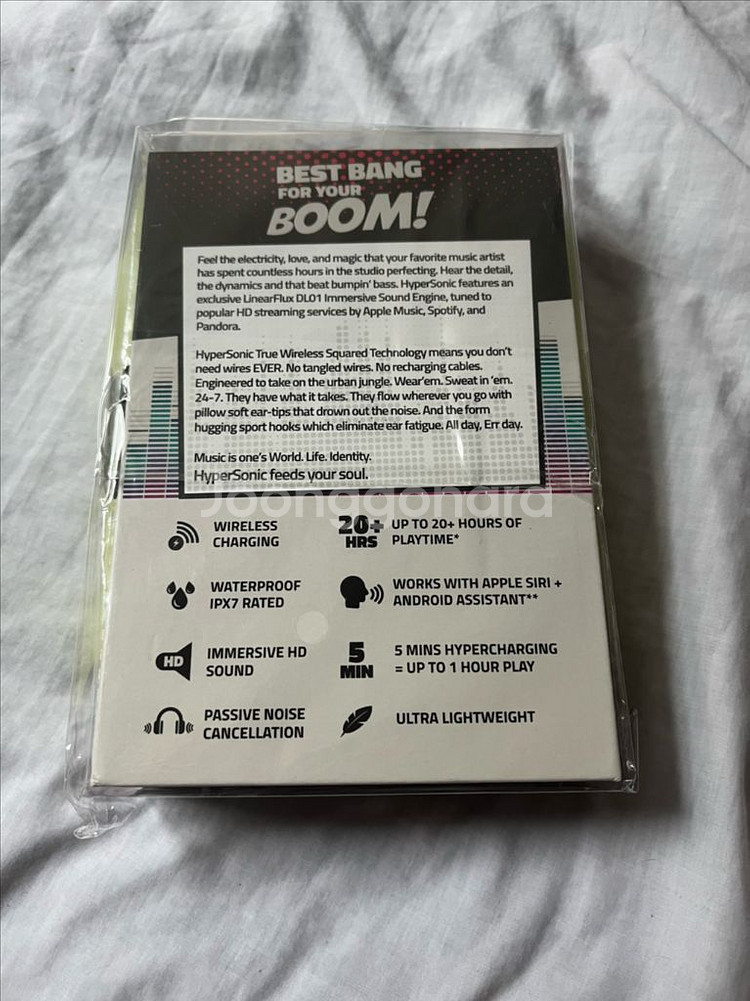 BEST BANG
FOR YOUR
BOOM!
Feel the electricity, love, and magic that your favorite music artist
has spent countless hours in the studio perfecting. Hear the detail,
the dynamics and that beat bumpin' bass. HyperSonic features an
exclusive LinearFlux DL01 Immersive Sound Engine, tuned to
popular HD streaming services by Apple Music, Spotify, and
Pandora.
HyperSonic True Wireless Squared Technology means you don't
need wires EVER. No tangled wires. No recharging cables.
Engineered to take on the urban jungle. Wear'em. Sweat in 'em.
24-7. They have what it takes. They flow wherever you go with
pillow soft ear-tips that drown out the noise. And the form
hugging sport hooks which eliminate ear fatigue. All day, Err day.
Music is one's World. Life. Identity.
HyperSonic feeds your soul.
Joonggonara
WIRELESS
CHARGING
20+
HRS
UP TO 20+ HOURS OF
PLAYTIME*
WATERPROOF
IPX7 RATED
WORKS WITH APPLE SIRI +
ANDROID ASSISTANT**
HD
IMMERSIVE HD
SOUND
5
MIN
5 MINS HYPERCHARGING
= UP TO 1 HOUR PLAY
PASSIVE NOISE
CANCELLATION
ULTRA LIGHTWEIGHT